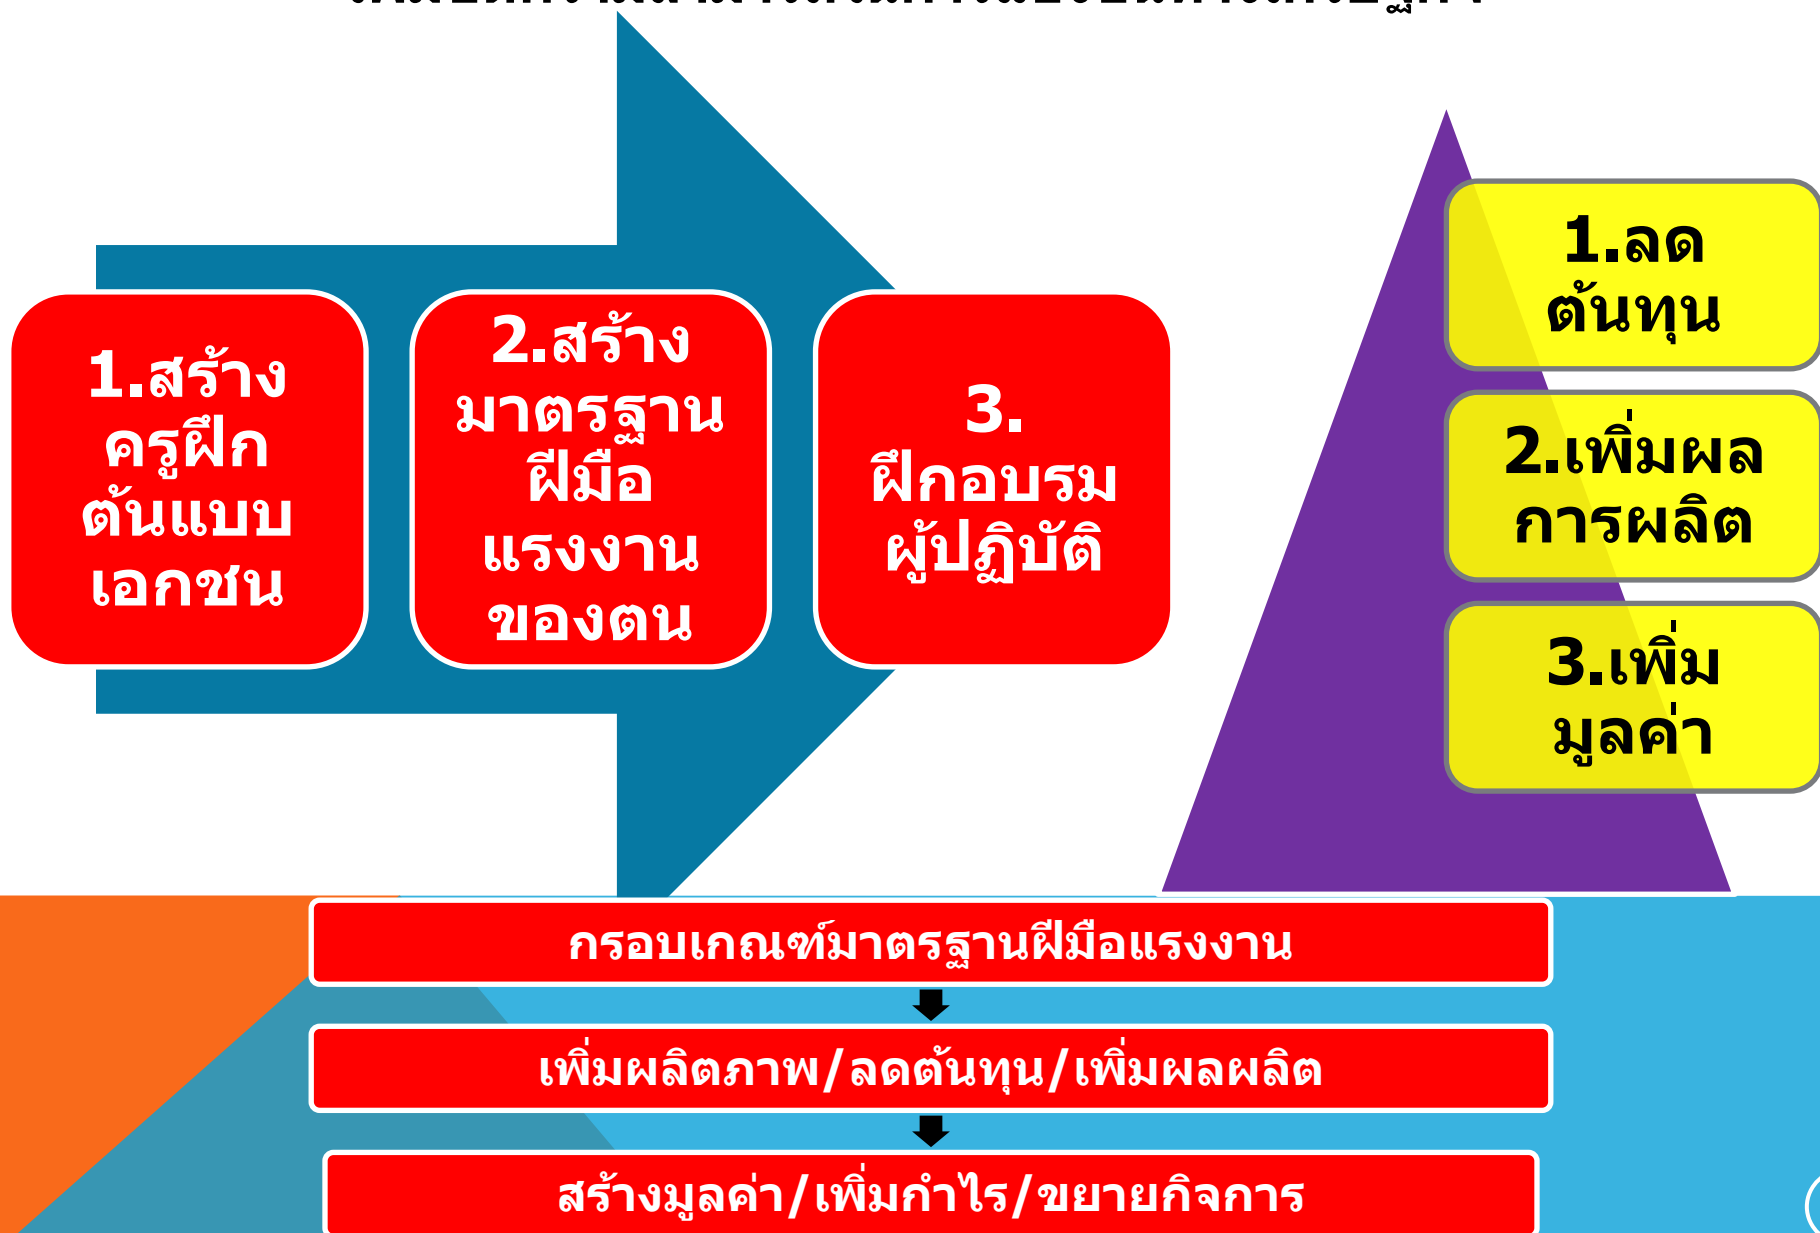 1.สร้าง
ครูฝึก
ต้นแบบ
เอกชน
2.สร้าง
มาตรฐาน
ฝีมือ
แรงงาน
ของตน
3.
ฝึกอบรม
ผู้ปฏิบัติ
1.ลด
ต้นทุน
2.เพิ่มผล
การผลิต
3.เพิ่ม
มูลค่า
กรอบเกณฑ์มาตรฐานฝีมือแรงงาน
เพิ่มผลิตภาพ/ลดต้นทุน/เพิ่มผลผลิต
สร้างมูลค่า/เพิ่มกำไร/ขยายกิจการ